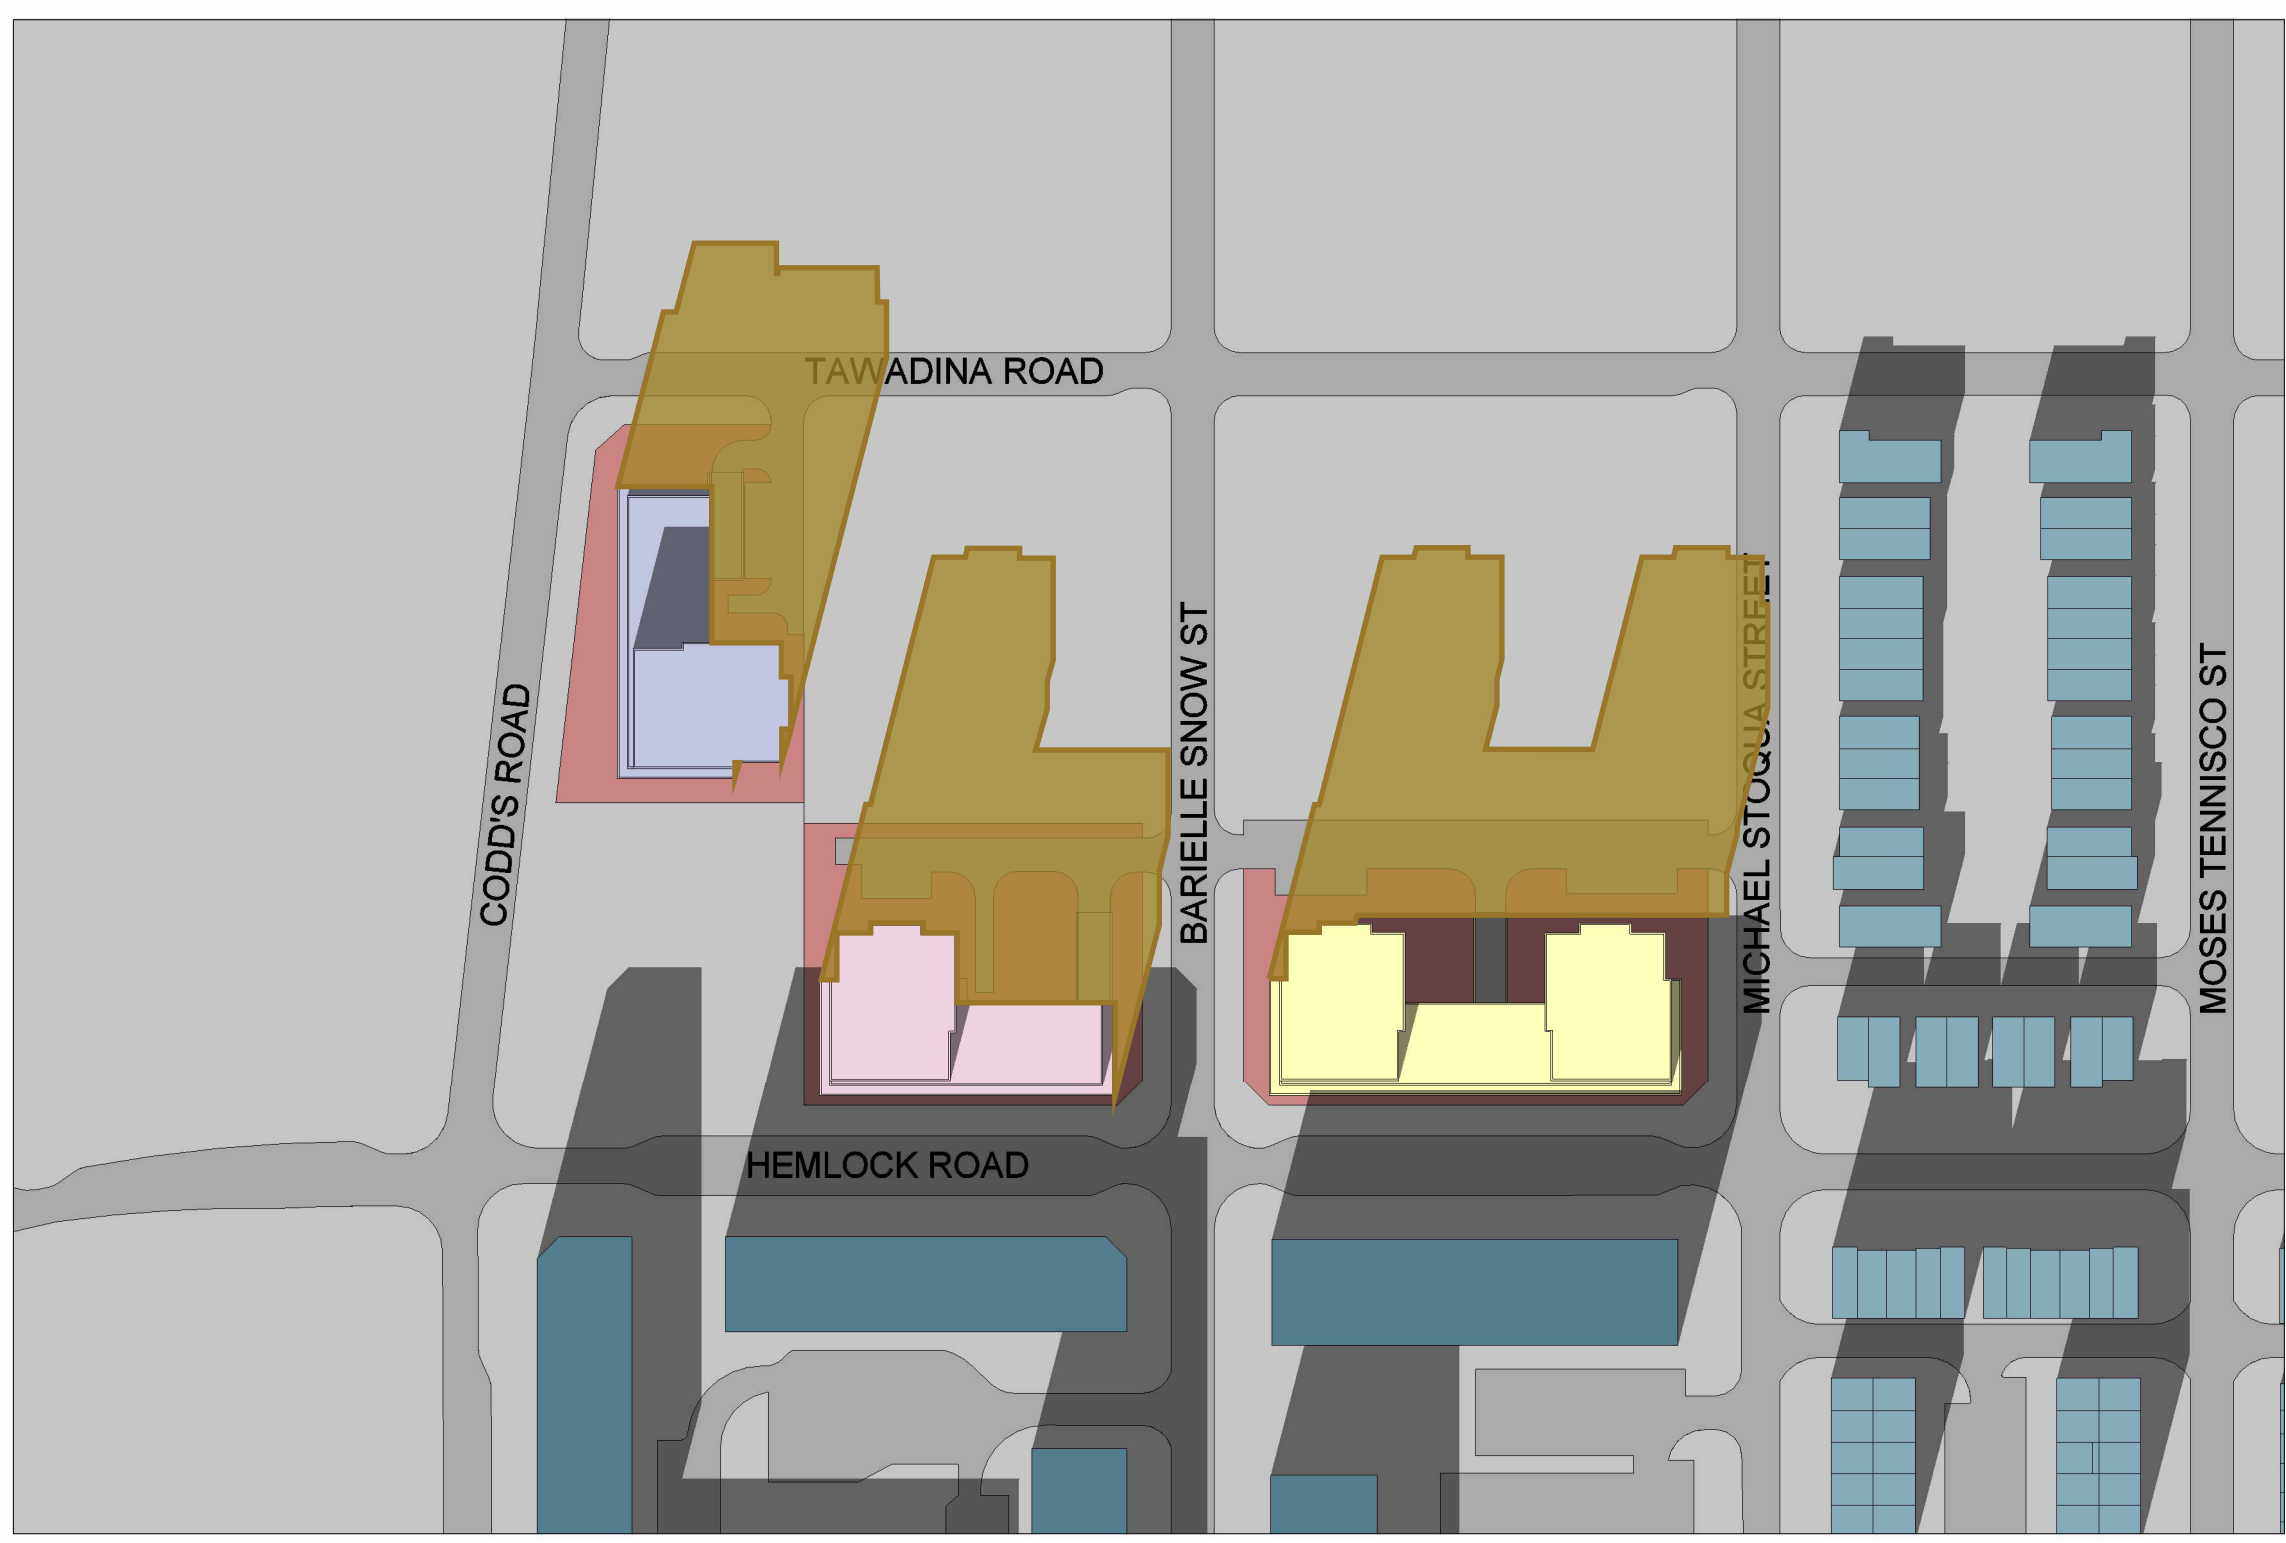 TAWADINA ROAD
CODD'S ROAD
BARIELLE SNOW ST
MICHAEL STOQUA STREET
MOSES TENNISCO ST
HEMLOCK ROAD